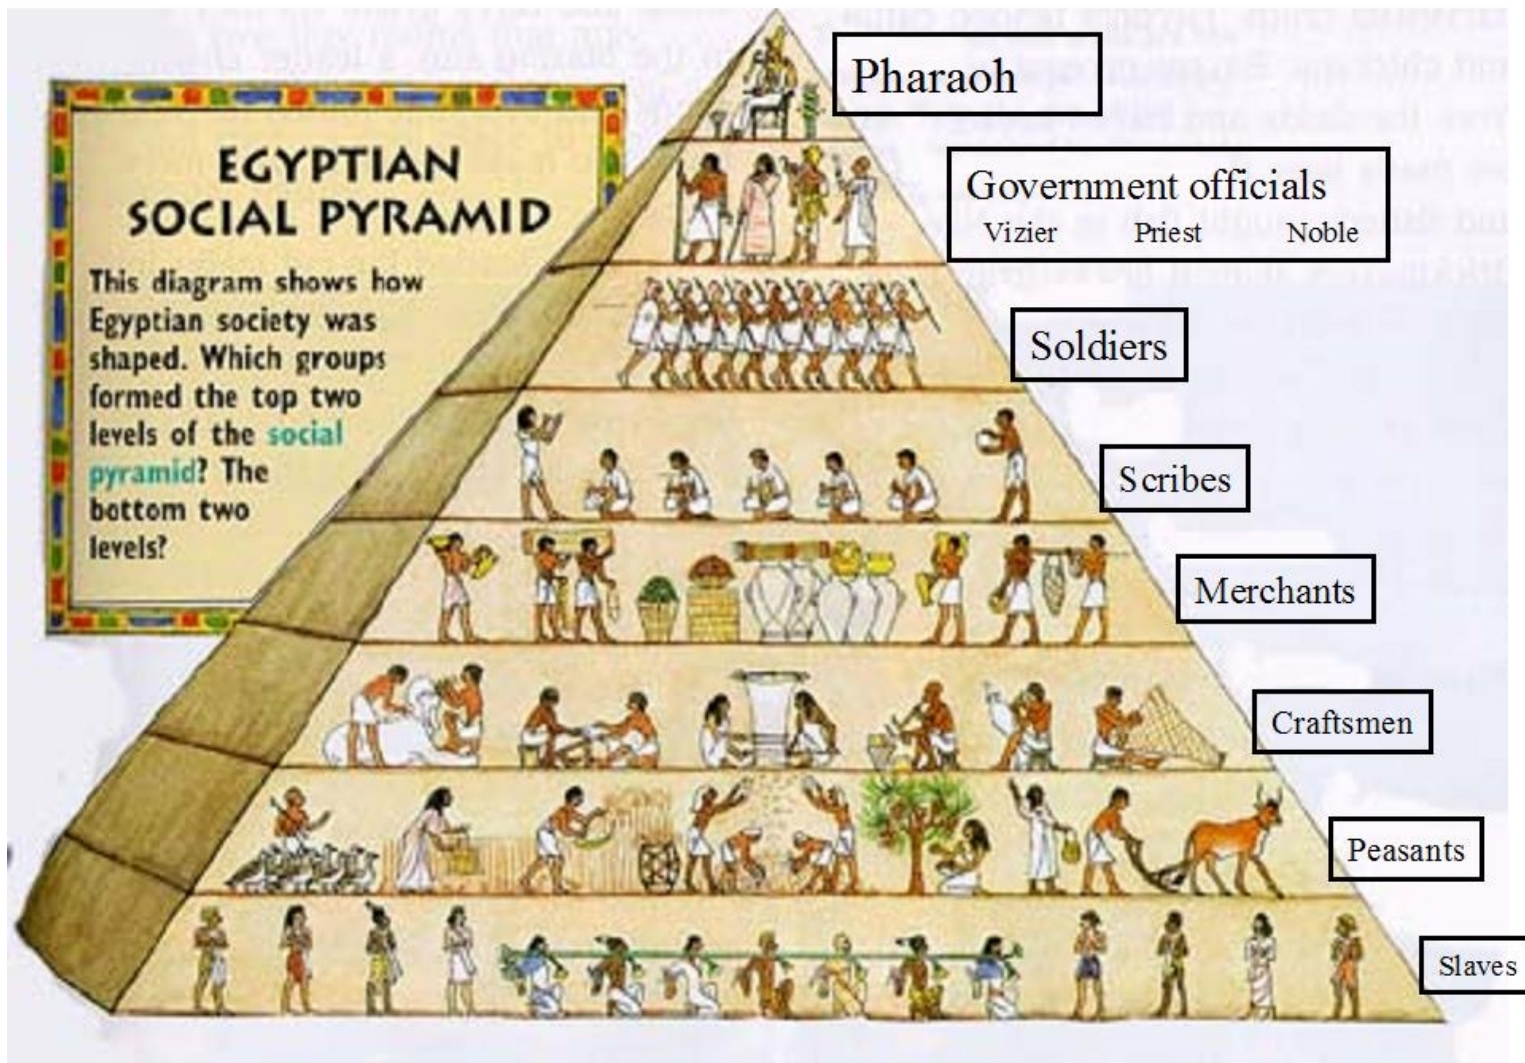 EGYPTIAN
SOCIAL PYRAMID
This diagram shows how
Egyptian society was
shaped. Which groups
formed the top two
levels of the social
pyramid? The
bottom two
levels?
Pharaoh
Government officials
Vizier Priest Noble
Soldiers
Scribes
Merchants
Craftsmen
Peasants
Slaves